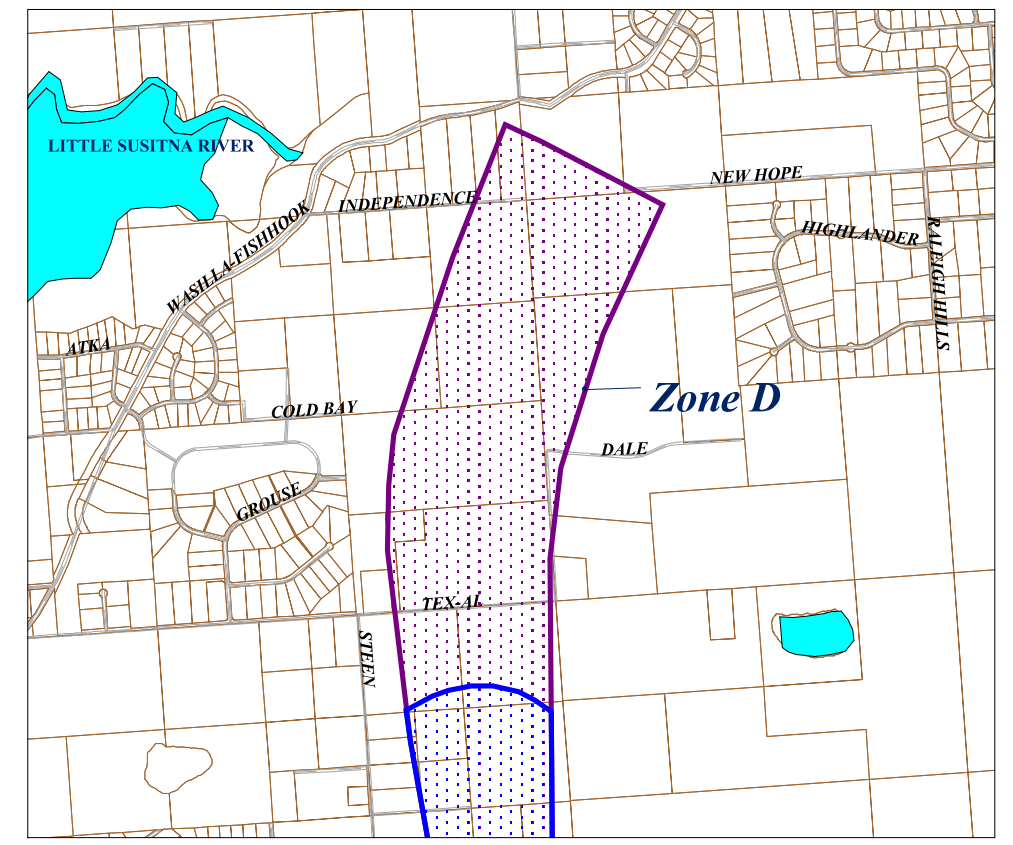 LITTLE SUSITNA RIVER
NEW HOPE
INDEPENDENCE
WASILLA-FISHHOOK
HIGHLANDER
RALEIGH HILLS
ATKA
Zone D
COLD BAY
DALE
GROUSE
TEX-AL
STEEN